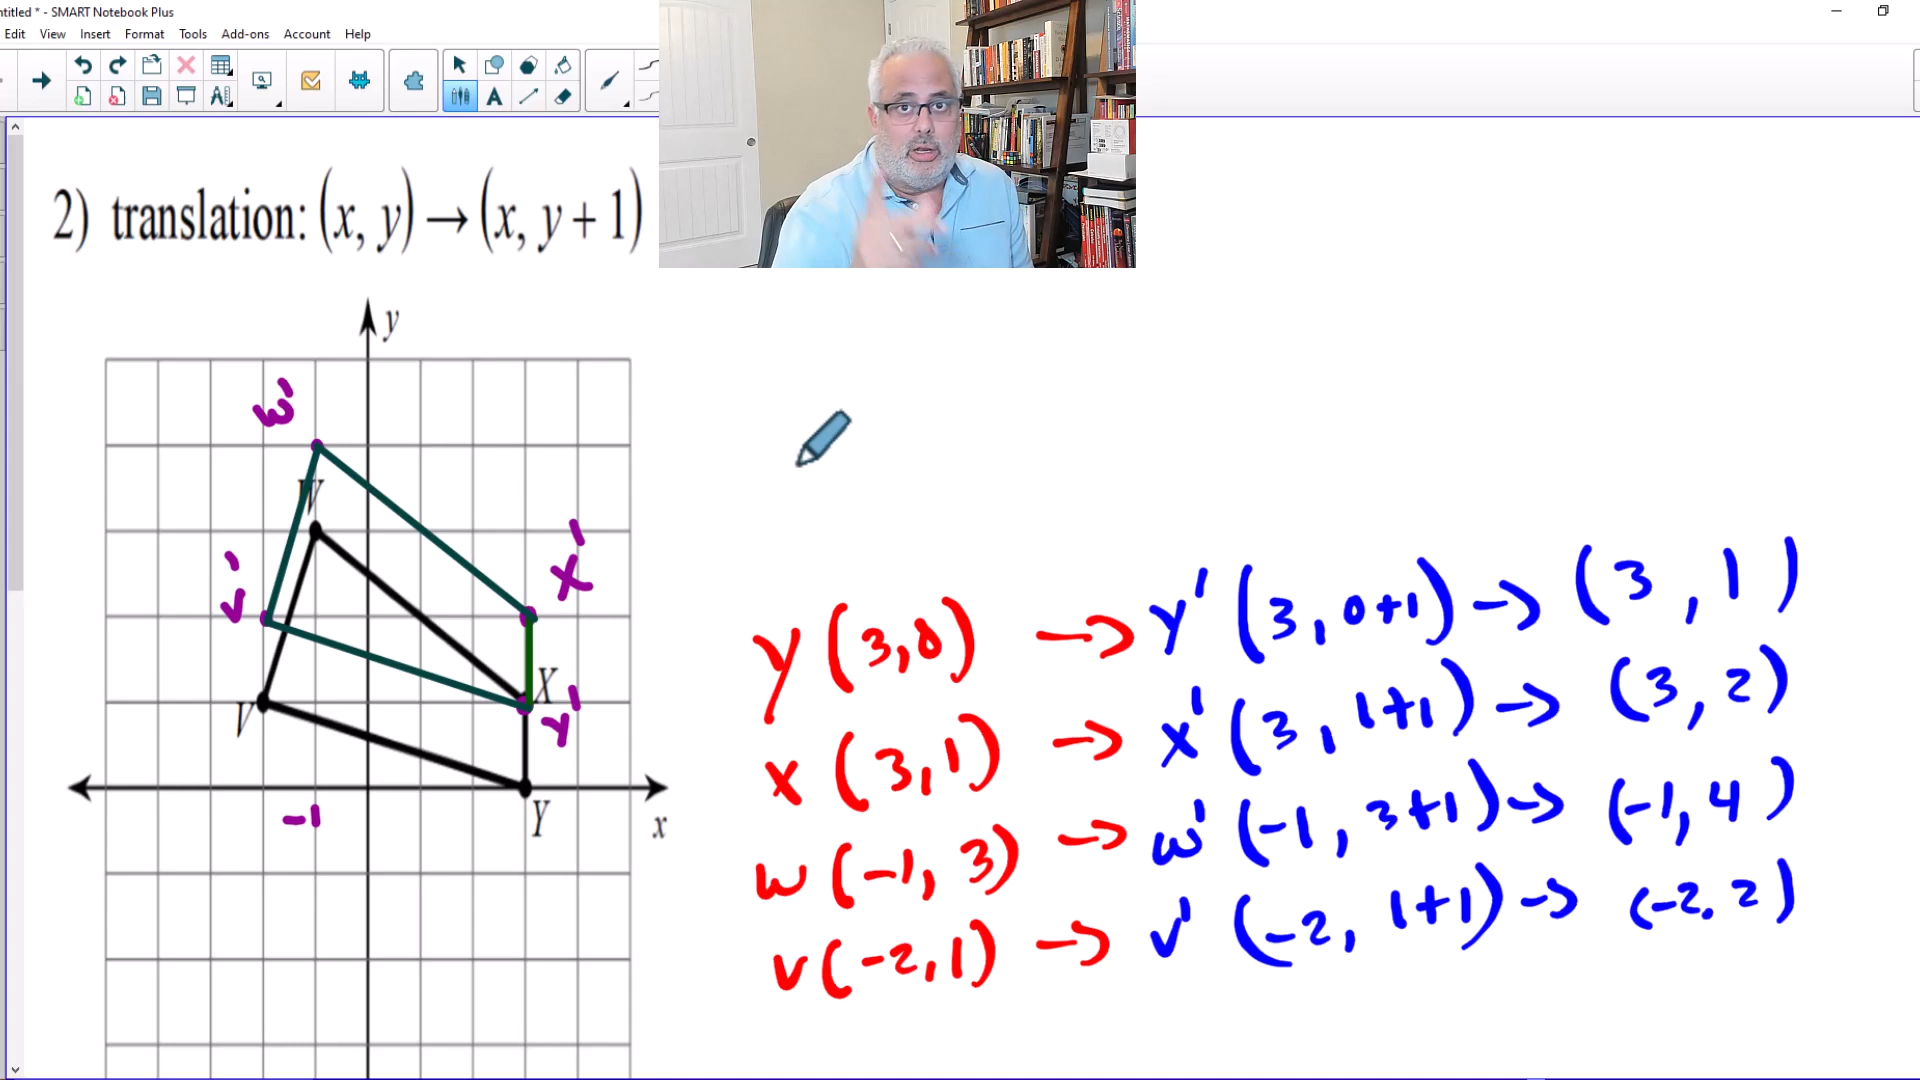 ntitled * - SMART Notebook Plus
Edit View Insert Format Tools Add-ons Account Help
2) translation: (x, y) → (x, y + 1)
y
w'
W
x'
v'
X
V
y'
Y
-1
x
y (3,0) → y' (3, 0+1) → (3, 1)
x (3,1) → x' (3, 1+1) → (3, 2)
w (-1, 3) → w' (-1, 3+1) → (-1, 4)
v (-2, 1) → v' (-2, 1+1) → (-2. 2)